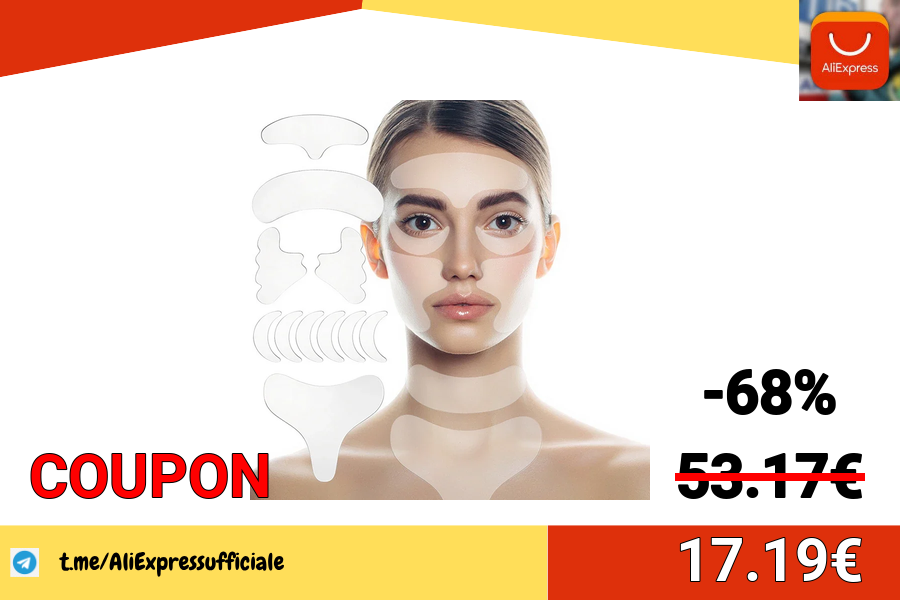 AliExpress
-68%
COUPON
53.17€
t.me/AliExpressufficiale
17.19€